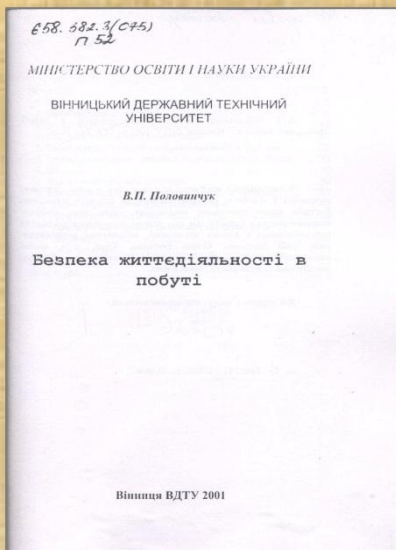 658.382.3(075)
П 52
МІНІСТЕРСТВО ОСВІТИ І НАУКИ УКРАЇНИ
ВІННИЦЬКИЙ ДЕРЖАВНИЙ ТЕХНІЧНИЙ
УНІВЕРСИТЕТ
В.П. Половинчук
Безпека життєдіяльності в
побуті
Вінниця ВДТУ 2001